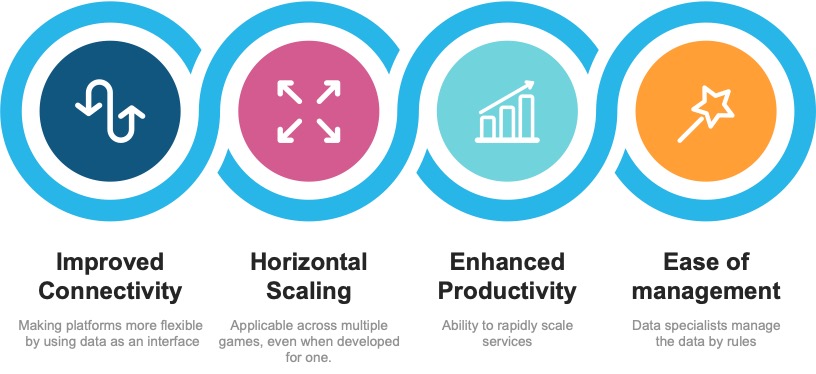 Improved
Connectivity
Making platforms more flexible
by using data as an interface
Horizontal
Scaling
Applicable across multiple
games, even when developed
for one.
Enhanced
Productivity
Ability to rapidly scale
services
Ease of
management
Data specialists manage
the data by rules